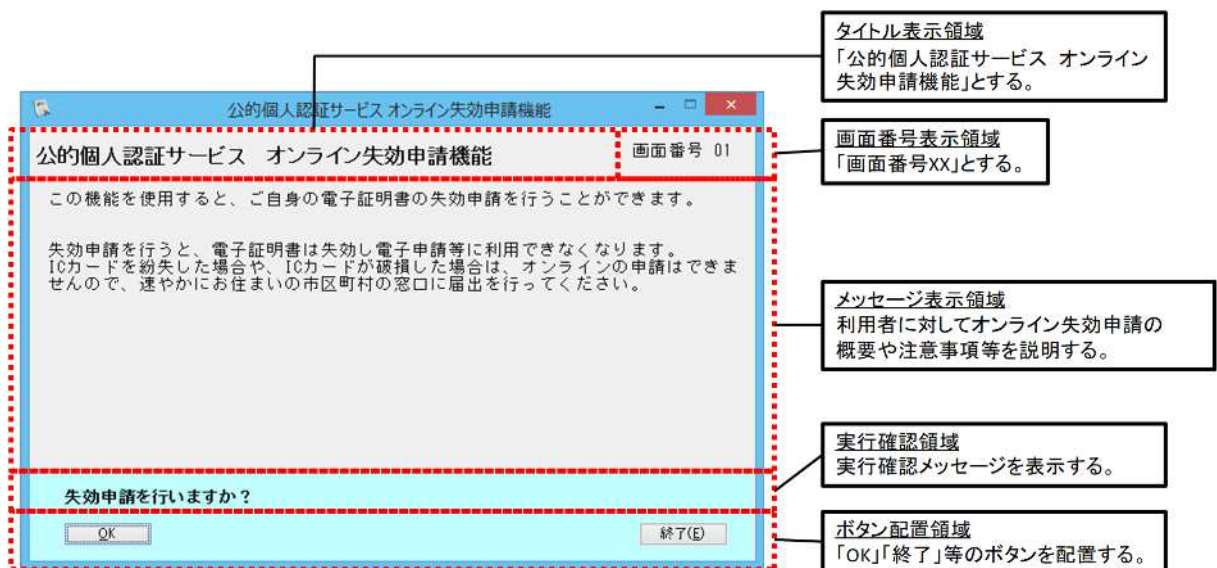 タイトル表示領域
「公的個人認証サービス オンライン
失効申請機能」とする。
公的個人認証サービス オンライン失効申請機能
公的個人認証サービス オンライン失効申請機能
画面番号 01
画面番号表示領域
「画面番号XX」とする。
この機能を使用すると、ご自身の電子証明書の失効申請を行うことができます。
失効申請を行うと、電子証明書は失効し電子申請等に利用できなくなります。
ICカードを紛失した場合や、ICカードが破損した場合は、オンラインの申請はできま
せんので、速やかにお住まいの市区町村の窓口に届出を行ってください。
メッセージ表示領域
利用者に対してオンライン失効申請の
概要や注意事項等を説明する。
実行確認領域
実行確認メッセージを表示する。
失効申請を行いますか？
OK
終了(E)
ボタン配置領域
「OK」「終了」等のボタンを配置する。